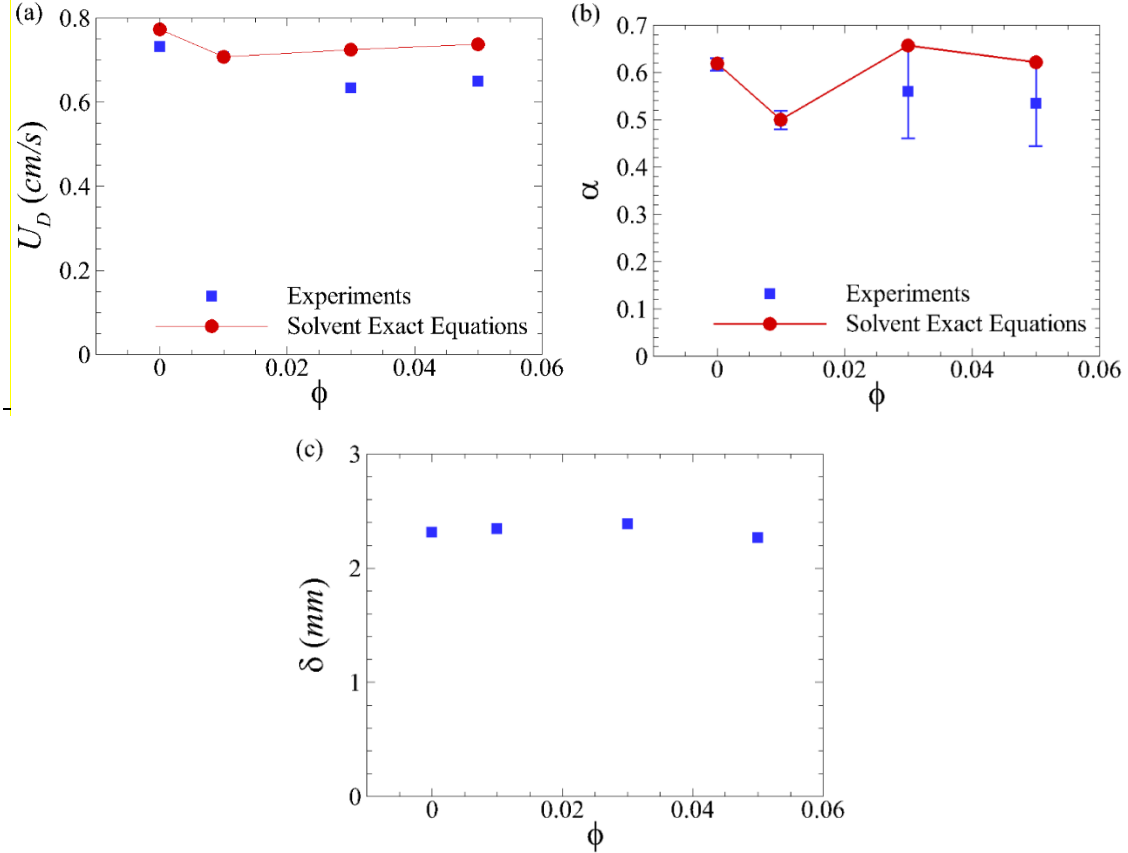 (a)
0.8
0.6
0.4
0.2
0
U_D (cm/s)
Experiments
Solvent Exact Equations
0 0.02 0.04 0.06
ϕ
(b)
0.7
0.6
0.5
0.4
0.3
0.2
0.1
0
α
Experiments
Solvent Exact Equations
0 0.02 0.04 0.06
ϕ
(c)
3
2
1
0
δ (mm)
0 0.02 0.04 0.06
ϕ